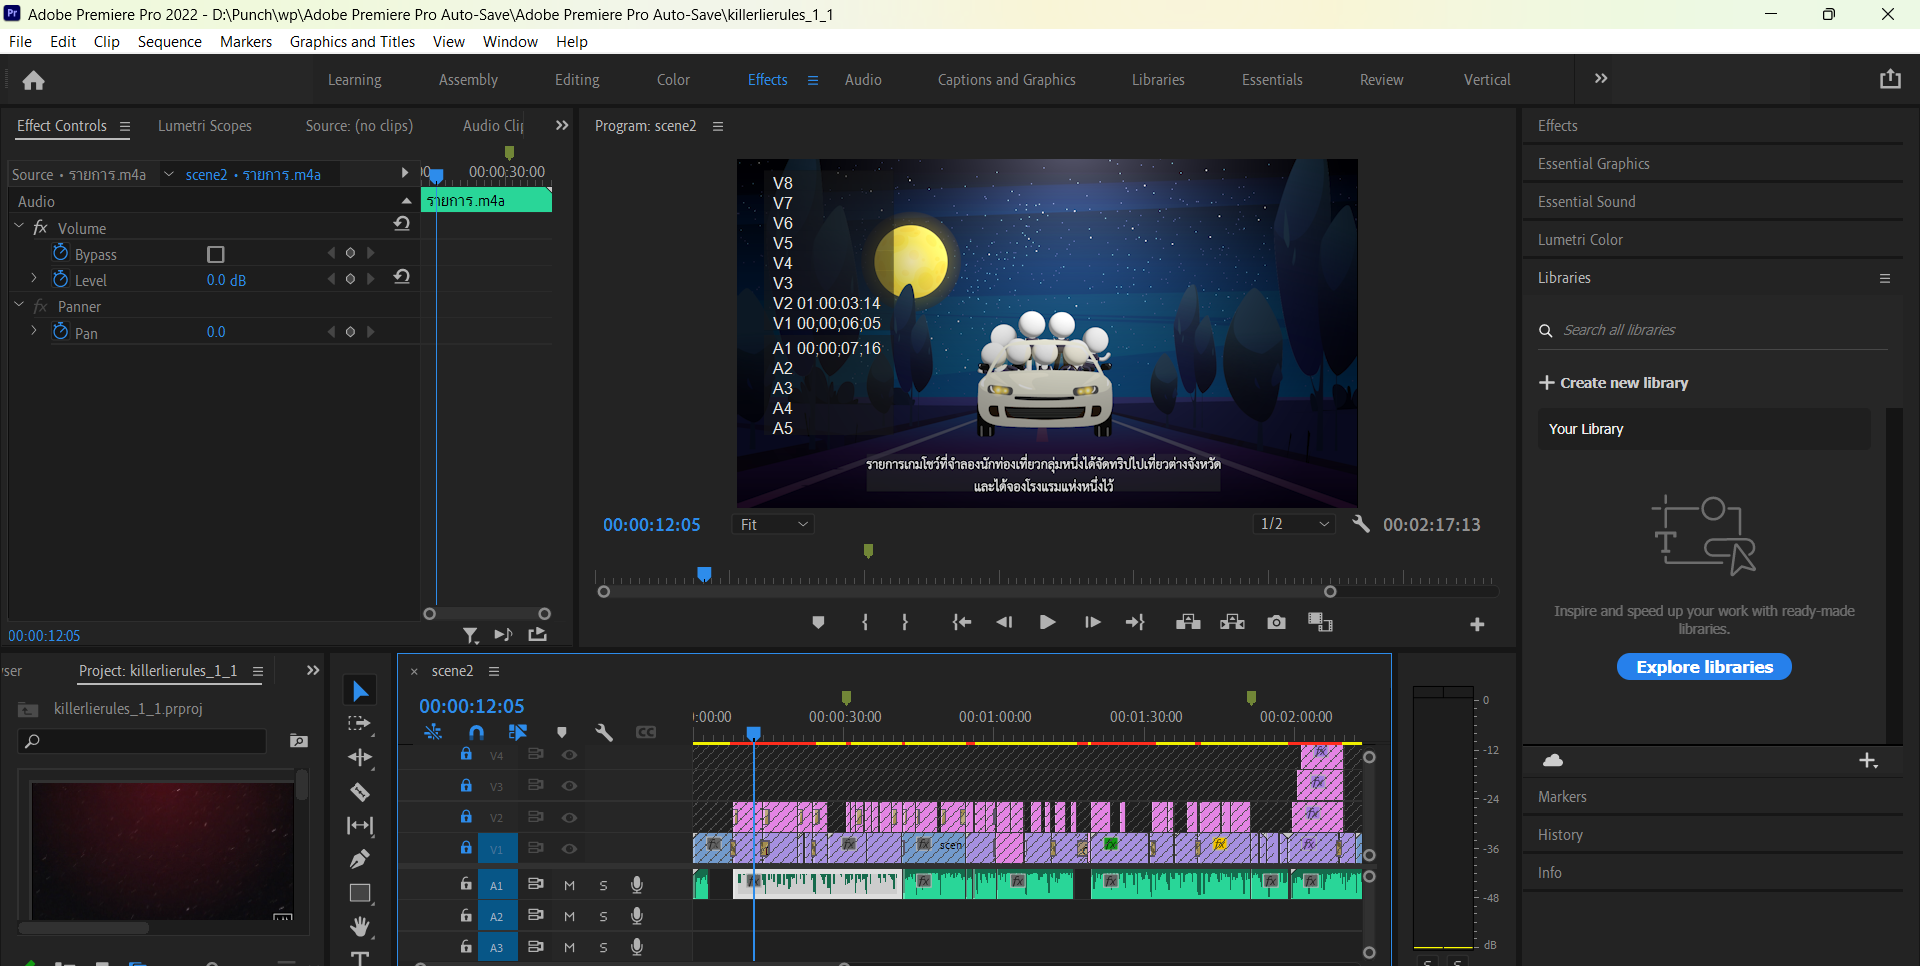 Adobe Premiere Pro 2022 - D:\Punch\wp\Adobe Premiere Pro Auto-Save\Adobe Premiere Pro Auto-Save\killerlierules_1_1
File Edit Clip Sequence Markers Graphics and Titles View Window Help
Learning Assembly Editing Color Effects Audio Captions and Graphics Libraries Essentials Review Vertical
Effect Controls Lumetri Scopes Source: (no clips) Audio Cli
Source • รายการ.m4a scene2 • รายการ.m4a
00:00:30:00
Audio
รายการ.m4a
fx Volume
Bypass
Level 0.0 dB
fx Panner
Pan 0.0
00:00:12:05
Program: scene2
V8
V7
V6
V5
V4
V3
V2 01:00:03:14
V1 00;00;06;05
A1 00;00;07;16
A2
A3
A4
A5
รายการเกมโชว์ที่จำลองนักท่องเที่ยวกลุ่มหนึ่งได้จัดทริปไปเที่ยวต่างจังหวัด
และได้จองโรงแรมแห่งหนึ่งไว้
00:00:12:05 Fit 1/2 00:02:17:13
Effects
Essential Graphics
Essential Sound
Lumetri Color
Libraries
Search all libraries
Create new library
Your Library
Inspire and speed up your work with ready-made
libraries.
Explore libraries
Markers
History
Info
Project: killerlierules_1_1
killerlierules_1_1.prproj
scene2
00:00:12:05
:00:00 00:00:30:00 00:01:00:00 00:01:30:00 00:02:00:00
V4
V3
V2
V1
scen
A1 M S
A2 M S
A3 M S
0
-12
-24
-36
-48
dB
S S